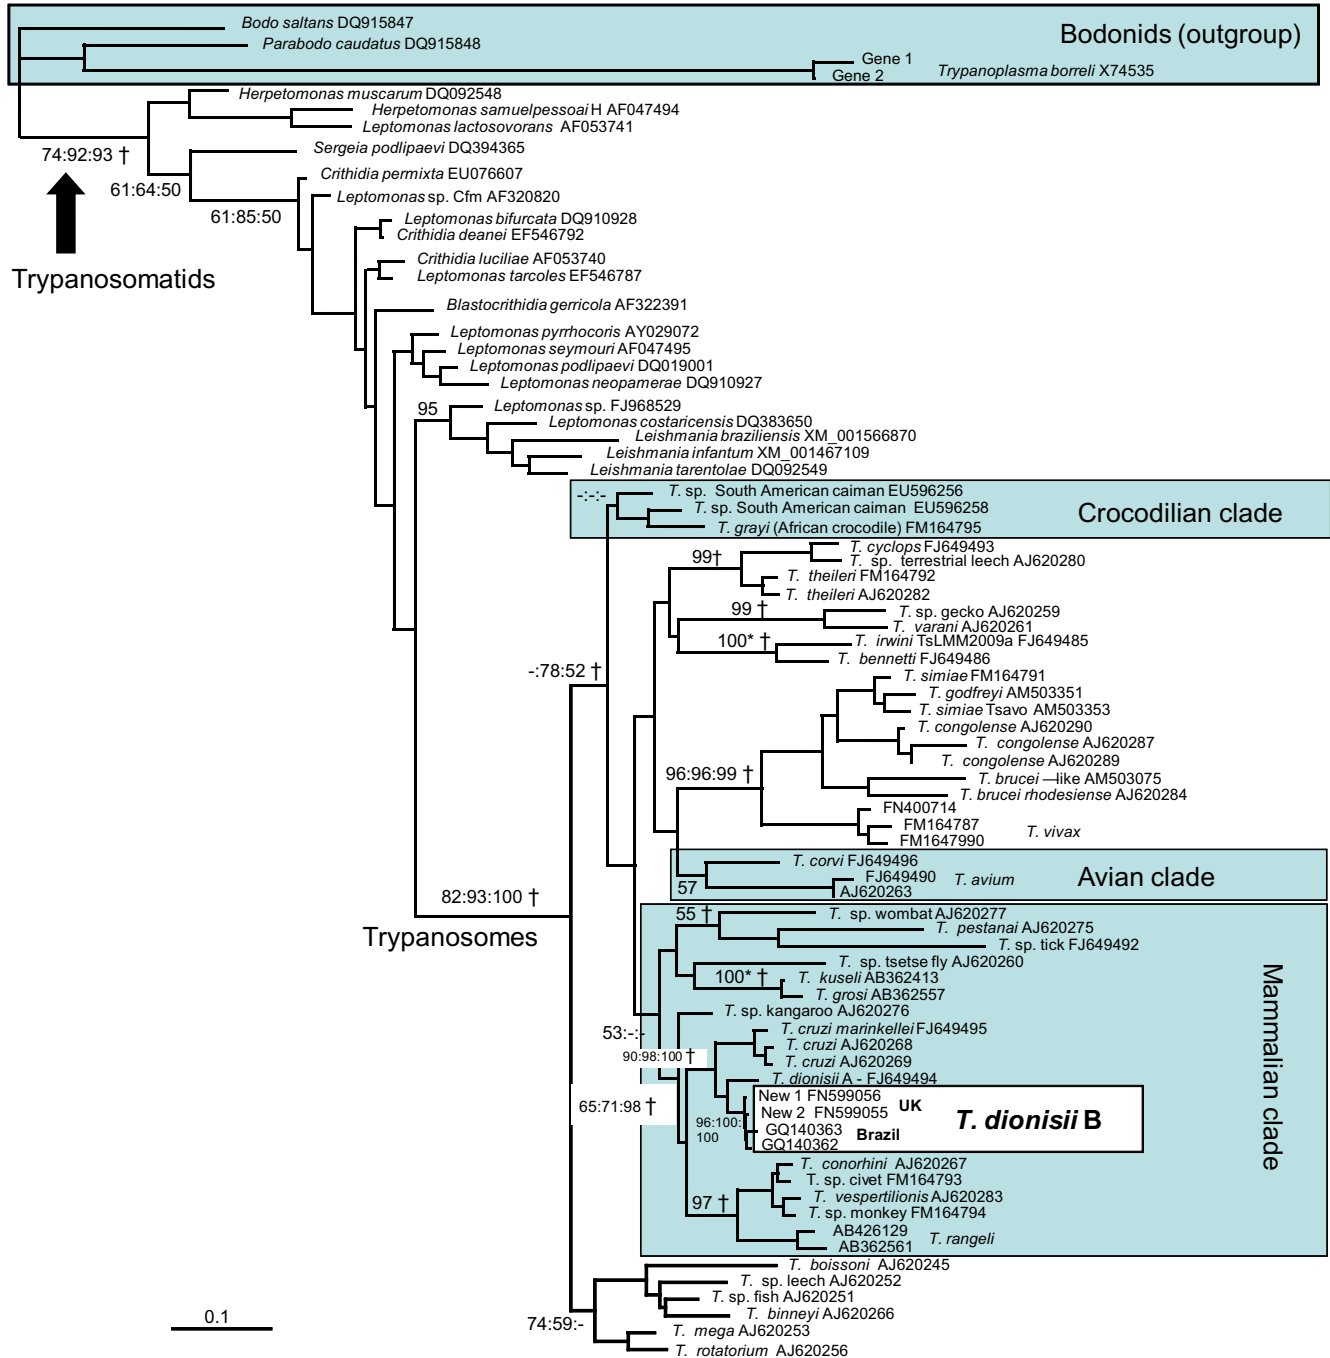 Bodo saltans DQ915847
Parabodo caudatus DQ915848
Bodonids (outgroup)
Gene 1
Gene 2
Trypanoplasma borreli X74535
Herpetomonas muscarum DQ092548
Herpetomonas samuelpessoai H AF047494
Leptomonas lactosovorans AF053741
74:92:93 †
Sergeia podlipaevi DQ394365
Crithidia permixta EU076607
61:64:50
Leptomonas sp. Cfm AF320820
61:85:50
Leptomonas bifurcata DQ910928
Crithidia deanei EF546792
Trypanosomatids
Crithidia luciliae AF053740
Leptomonas tarcoles EF546787
Blastocrithidia gerricola AF322391
Leptomonas pyrrhocoris AY029072
Leptomonas seymouri AF047495
Leptomonas podlipaevi DQ019001
Leptomonas neopamerae DQ910927
95
Leptomonas sp. FJ968529
Leptomonas costaricensis DQ383650
Leishmania braziliensis XM_001566870
Leishmania infantum XM_001467109
Leishmania tarentolae DQ092549
-:-:-
T. sp. South American caiman EU596256
T. sp. South American caiman EU596258
T. grayi (African crocodile) FM164795
Crocodilian clade
99†
T. cyclops FJ649493
T. sp. terrestrial leech AJ620280
T. theileri FM164792
T. theileri AJ620282
99 †
T. sp. gecko AJ620259
T. varani AJ620261
100* †
T. irwini TsLMM2009a FJ649485
T. bennetti FJ649486
-:78:52 †
T. simiae FM164791
T. godfreyi AM503351
T. simiae Tsavo AM503353
T. congolense AJ620290
T. congolense AJ620287
T. congolense AJ620289
96:96:99 †
T. brucei —like AM503075
T. brucei rhodesiense AJ620284
FN400714
FM164787
FM1647990
T. vivax
T. corvi FJ649496
57
FJ649490
AJ620263
T. avium
Avian clade
82:93:100 †
Trypanosomes
55 †
T. sp. wombat AJ620277
T. pestanai AJ620275
T. sp. tick FJ649492
T. sp. tsetse fly AJ620260
100* †
T. kuseli AB362413
T. grosi AB362557
Mammalian clade
T. sp. kangaroo AJ620276
53:-:-
T. cruzi marinkellei FJ649495
T. cruzi AJ620268
90:98:100 †
T. cruzi AJ620269
T. dionisii A - FJ649494
65:71:98 †
New 1 FN599056
New 2 FN599055
UK
96:100:
100
GQ140363
GQ140362
Brazil
T. dionisii B
T. conorhini AJ620267
T. sp. civet FM164793
97 †
T. vespertilionis AJ620283
T. sp. monkey FM164794
AB426129
AB362561
T. rangeli
T. boissoni AJ620245
T. sp. leech AJ620252
T. sp. fish AJ620251
T. binneyi AJ620266
74:59:-
T. mega AJ620253
T. rotatorium AJ620256
0.1